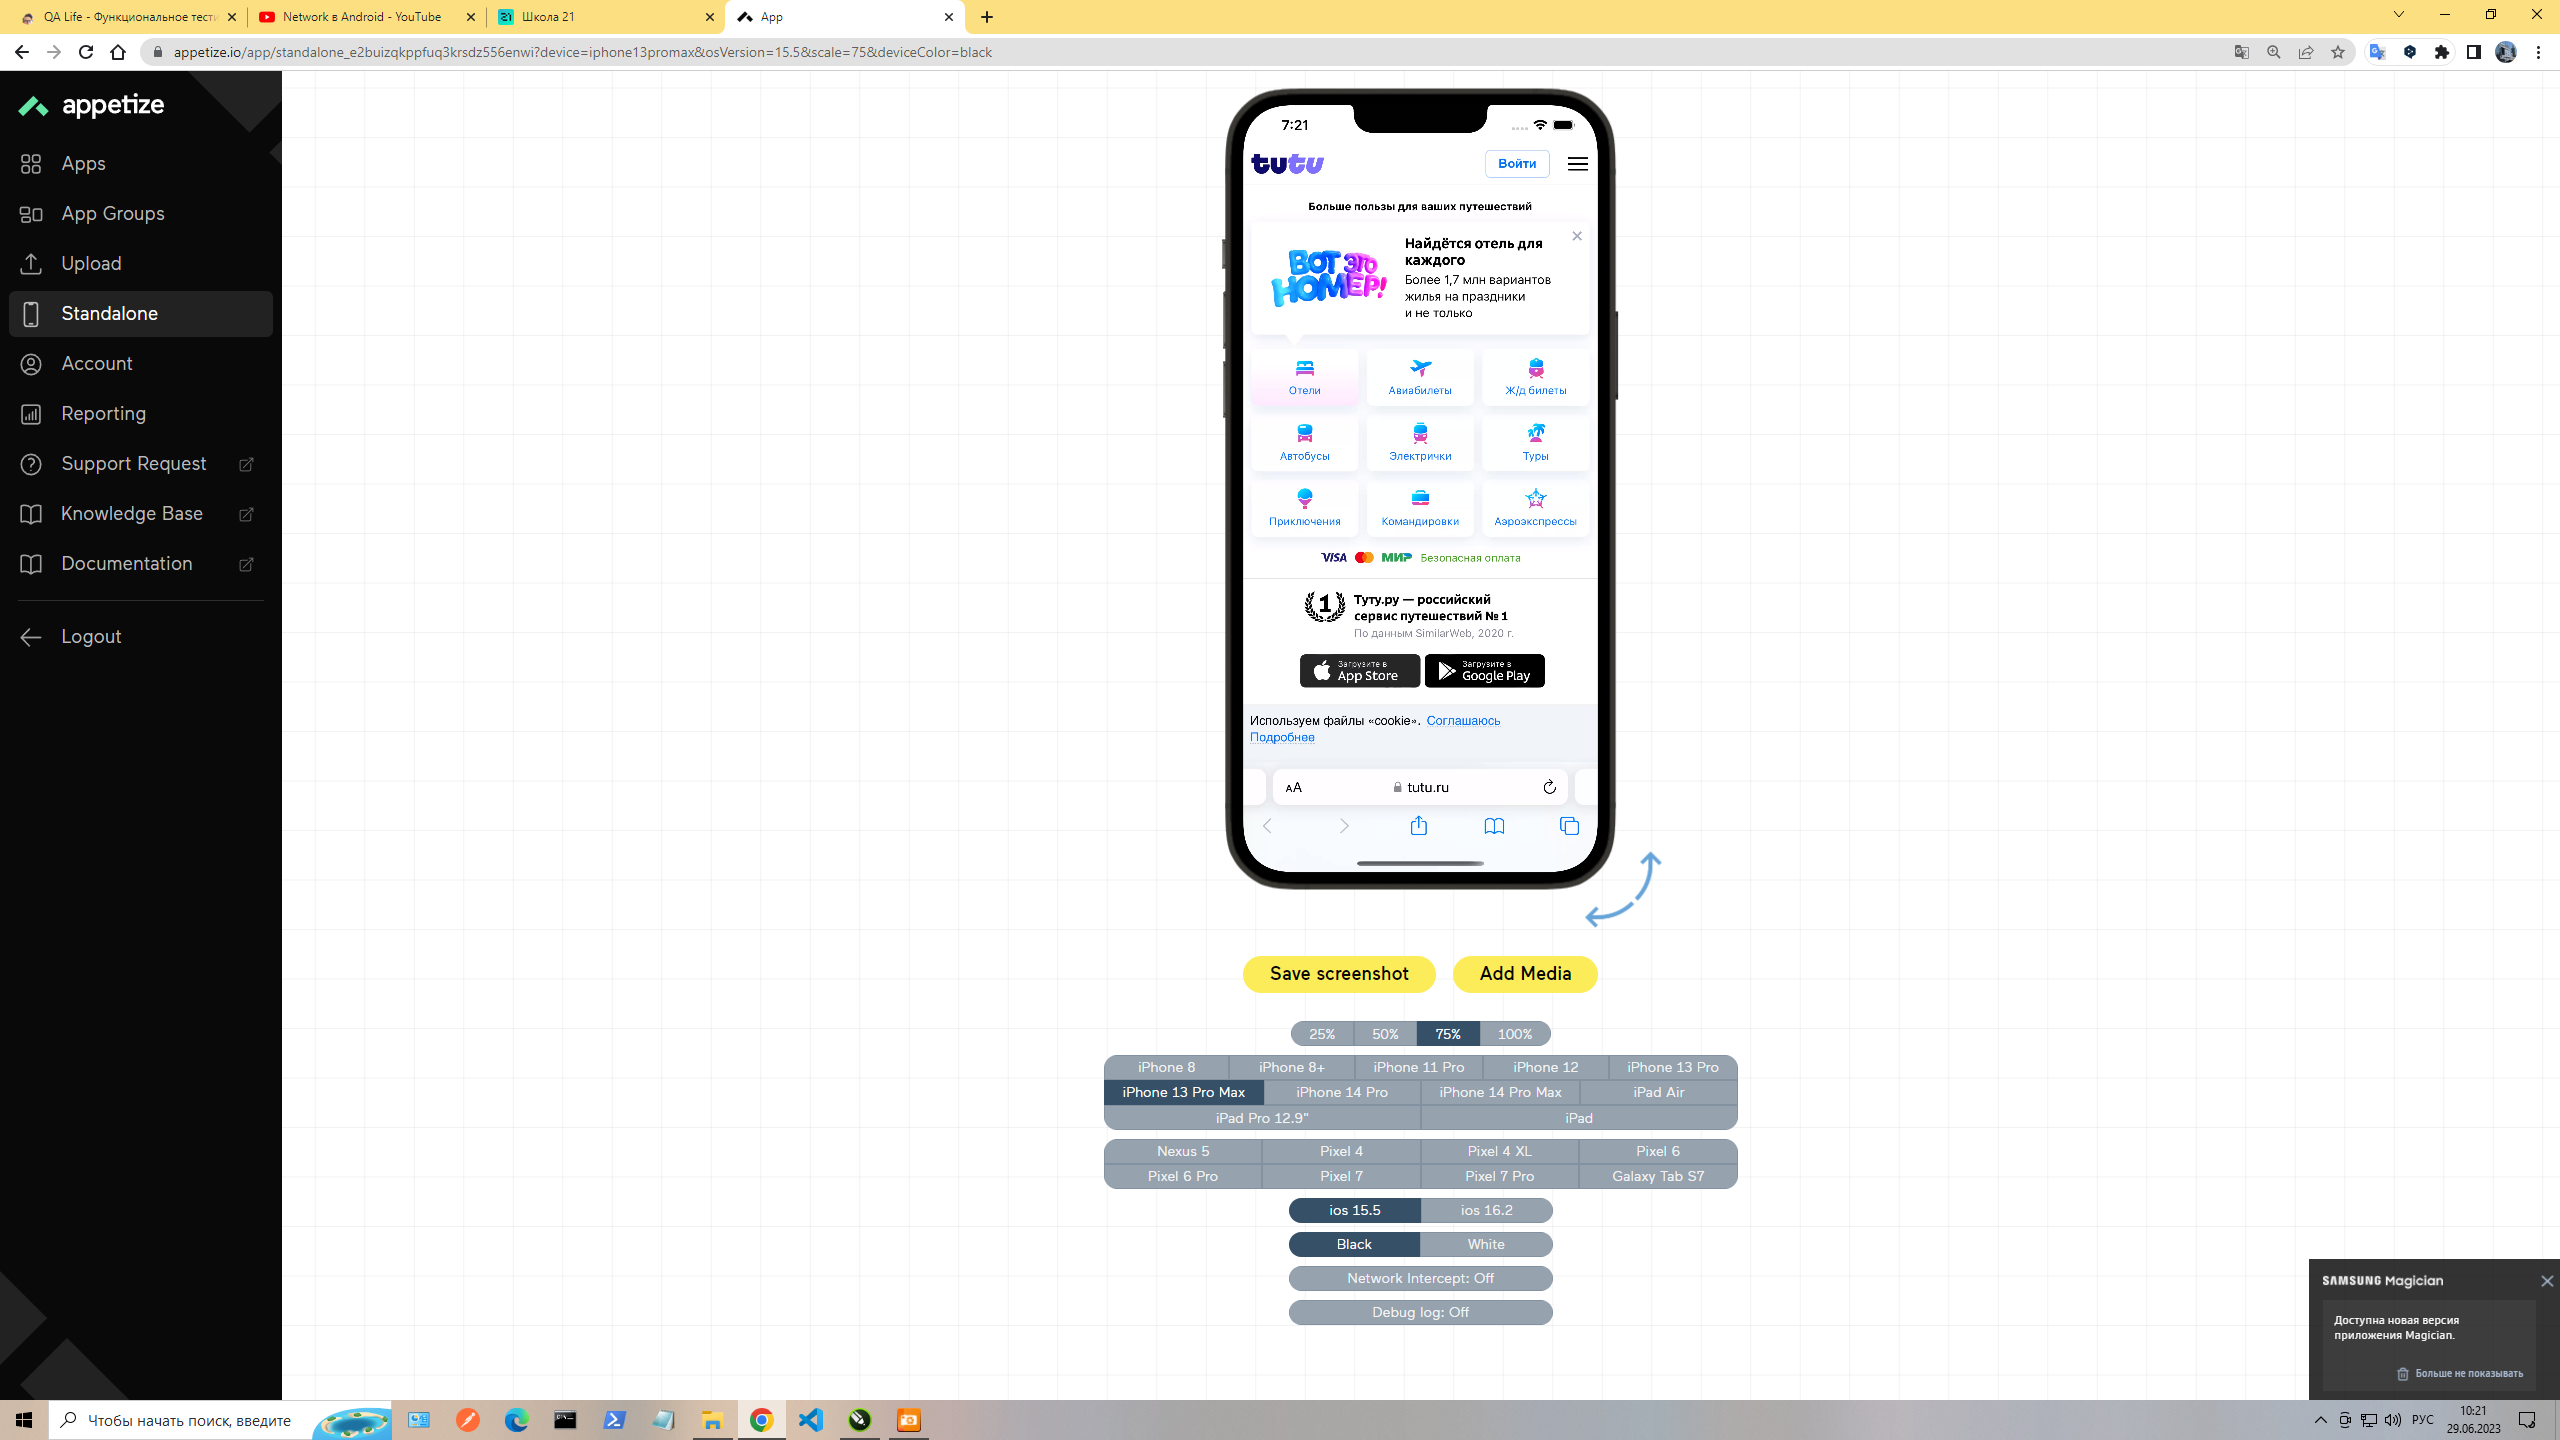 QA Life - Функциональное тести
Network в Android - YouTube
Школа 21
App
appetize.io/app/standalone_e2buizqkppfuq3krsdz556enwi?device=iphone13promax&osVersion=15.5&scale=75&deviceColor=black
appetize
Apps
App Groups
Upload
Standalone
Account
Reporting
Support Request
Knowledge Base
Documentation
Logout
7:21
tutu
Войти
Больше пользы для ваших путешествий
ВОТ ЭТО
НОМЕР!
Найдётся отель для
каждого
Более 1,7 млн вариантов
жилья на праздники
и не только
Отели
Авиабилеты
Ж/д билеты
Автобусы
Электрички
Туры
Приключения
Командировки
Аэроэкспрессы
VISA МИР Безопасная оплата
1
Туту.ру — российский
сервис путешествий № 1
По данным SimilarWeb, 2020 г.
Загрузите в
App Store
Загрузите в
Google Play
Используем файлы «cookie». Соглашаюсь
Подробнее
AA
tutu.ru
Save screenshot
Add Media
25% 50% 75% 100%
iPhone 8 iPhone 8+ iPhone 11 Pro iPhone 12 iPhone 13 Pro
iPhone 13 Pro Max iPhone 14 Pro iPhone 14 Pro Max iPad Air
iPad Pro 12.9" iPad
Nexus 5 Pixel 4 Pixel 4 XL Pixel 6
Pixel 6 Pro Pixel 7 Pixel 7 Pro Galaxy Tab S7
ios 15.5 ios 16.2
Black White
Network Intercept: Off
Debug log: Off
SAMSUNG Magician
Доступна новая версия
приложения Magician.
Больше не показывать
Чтобы начать поиск, введите
РУС
10:21
29.06.2023